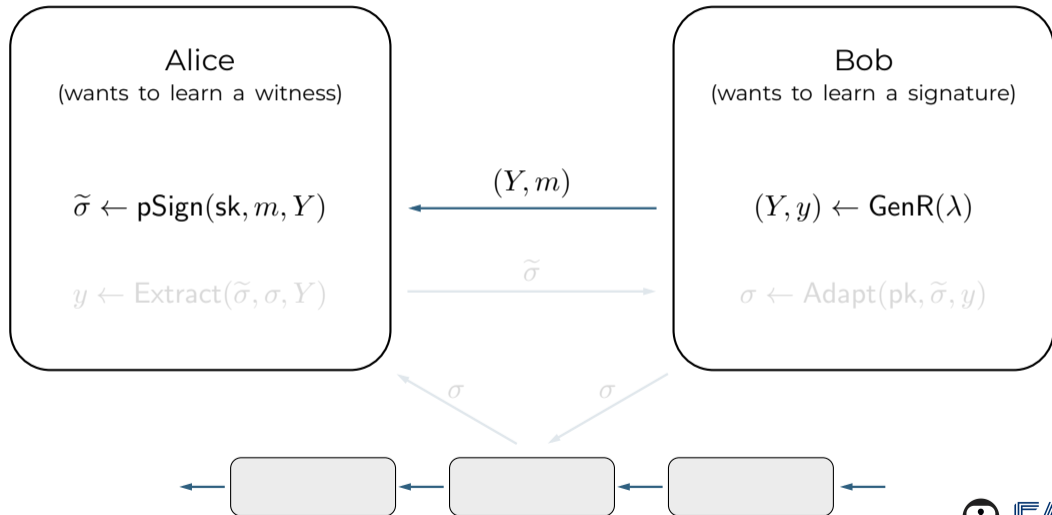 Alice
(wants to learn a witness)
σ̃ ← pSign(sk, m, Y)
y ← Extract(σ̃, σ, Y)
(Y, m)
σ̃
Bob
(wants to learn a signature)
(Y, y) ← GenR(λ)
σ ← Adapt(pk, σ̃, y)
σ
σ